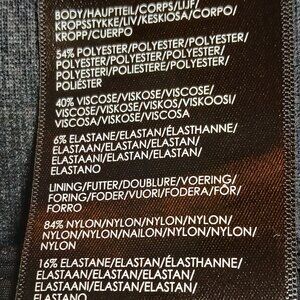 BODY/HAUPTTEIL/CORPS/LIJF/
KROPSSTYKKE/LIV/KESKIOSA/CORPO/
KROPP/CUERPO
54% POLYESTER/POLYESTER/
POLYESTER/POLYESTER/POLYESTER/
POLYESTERI/POLIESTERE/POLYESTER/
POLIÉSTER
40% VISCOSE/VISKOSE/VISCOSE/
VISCOSE/VISKOSE/VISKOS/VISKOOSI/
VISCOSA/VISKOSE/VISCOSA
6% ELASTANE/ELASTAN/ÉLASTHANNE/
ELASTAAN/ELASTAN/ELASTAN/
ELASTAANI/ELASTAN/ELASTAN/
ELASTANO
LINING/FUTTER/DOUBLURE/VOERING/
FORING/FODER/VUORI/FODERA/FÔR/
FORRO
84% NYLON/NYLON/NYLON/NYLON/
NYLON/NYLON/NAILON/NYLON/NYLON/
NYLON
16% ELASTANE/ELASTAN/ÉLASTHANNE/
ELASTAAN/ELASTAN/ELASTAN/
ELASTAANI/ELASTAN/ELASTAN/
ELASTANO